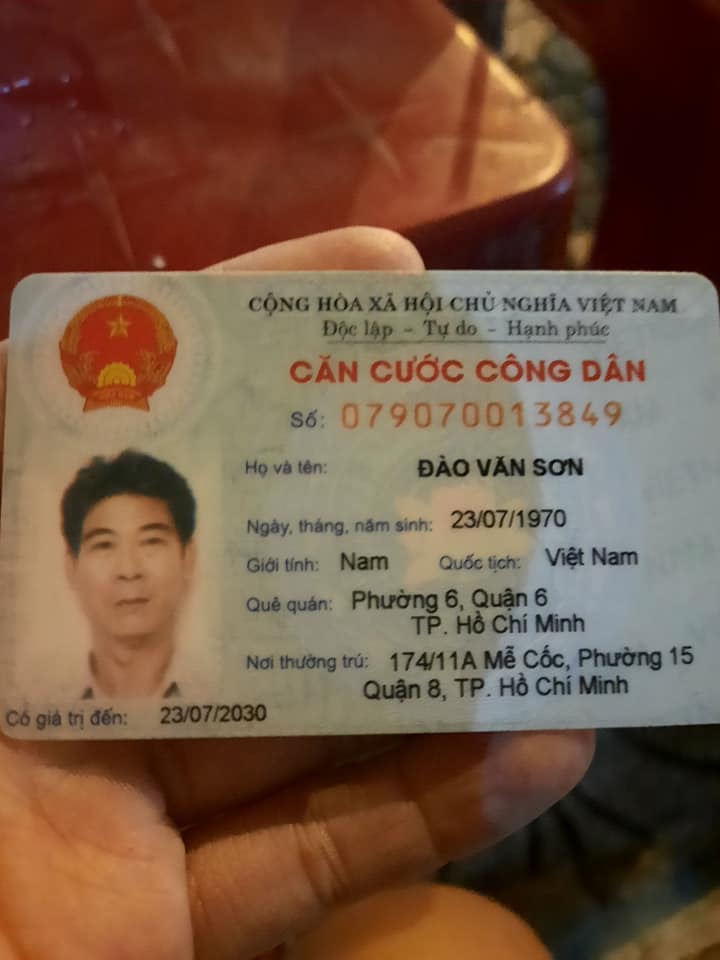 CỘNG HÒA XÃ HỘI CHỦ NGHĨA VIỆT NAM
Độc lập - Tự do - Hạnh phúc
CĂN CƯỚC CÔNG DÂN
Số: 079070013849
Họ và tên: ĐÀO VĂN SƠN
Ngày, tháng, năm sinh: 23/07/1970
Giới tính: Nam Quốc tịch: Việt Nam
Quê quán: Phường 6, Quận 6
TP. Hồ Chí Minh
Nơi thường trú: 174/11A Mễ Cốc, Phường 15
Quận 8, TP. Hồ Chí Minh
Có giá trị đến: 23/07/2030